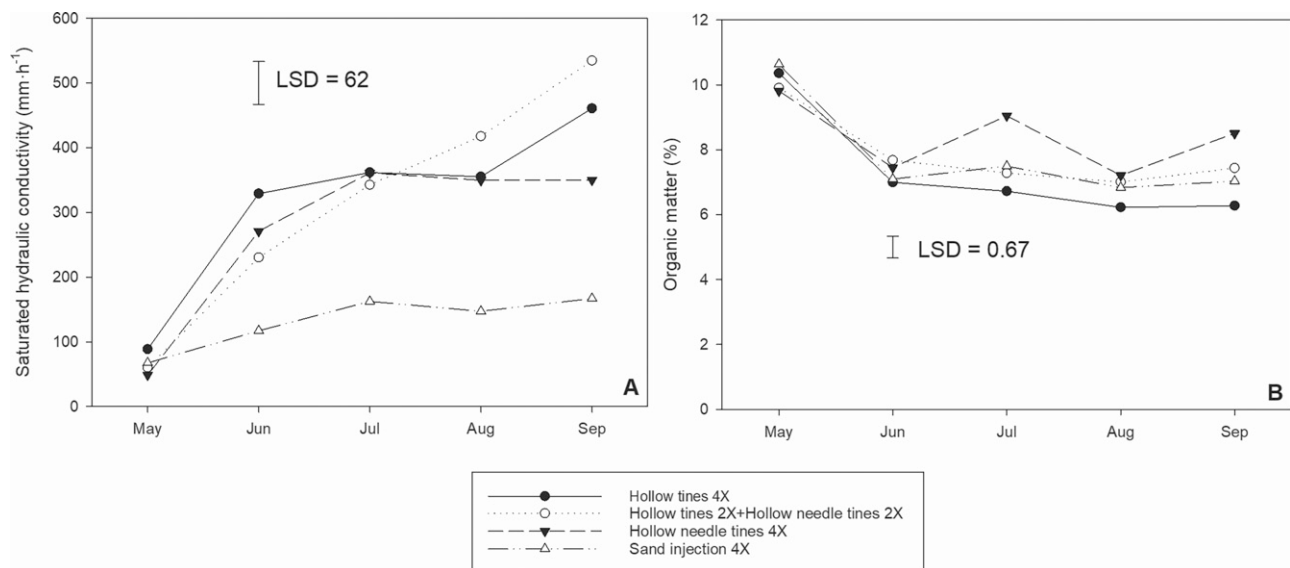 Saturated hydraulic conductivity (mm·h⁻¹)
600
500
400
300
200
100
0
LSD = 62
A
May Jun Jul Aug Sep
Organic matter (%)
12
10
8
6
4
2
0
LSD = 0.67
B
May Jun Jul Aug Sep
Hollow tines 4X
Hollow tines 2X+Hollow needle tines 2X
Hollow needle tines 4X
Sand injection 4X